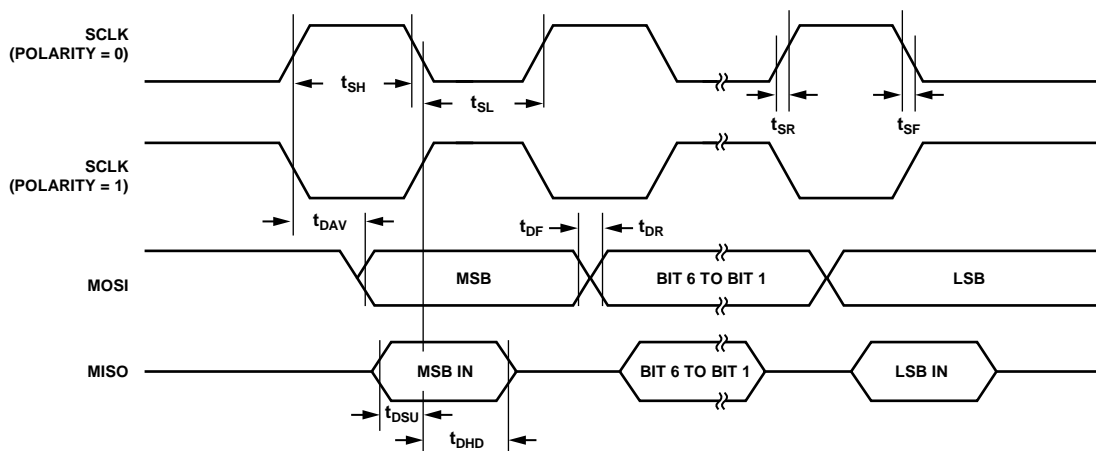 SCLK
(POLARITY = 0)
tSH
tSL
tSR
tSF
SCLK
(POLARITY = 1)
tDAV
tDF
tDR
MOSI
MSB
BIT 6 TO BIT 1
LSB
MISO
MSB IN
BIT 6 TO BIT 1
LSB IN
tDSU
tDHD